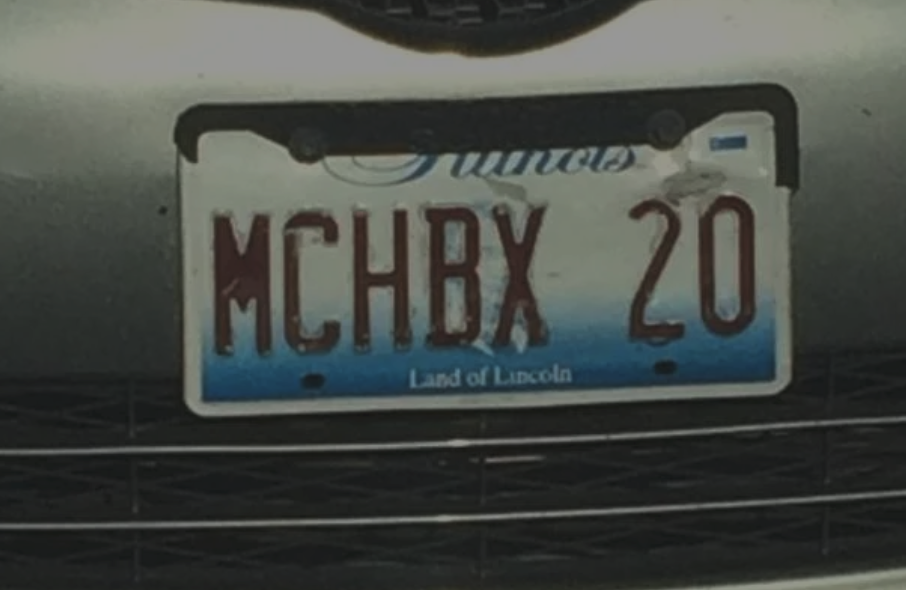 Illinois
MCHBX 20
Land of Lincoln